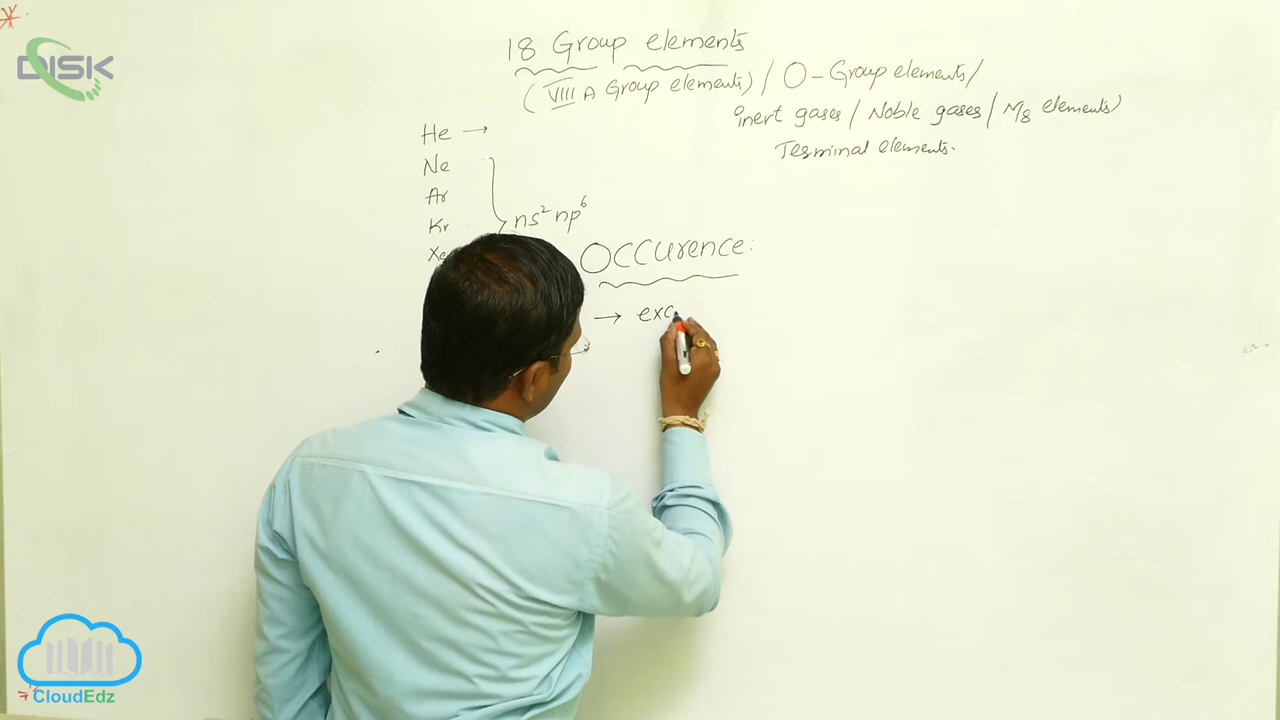 DISK
18 Group elements
(VIII A Group elements) / O - Group elements /
inert gases / Noble gases / M8 elements
Terminal elements.
He →
Ne
Ar
Kr
Xe
ns² np⁶
Occurence:
→ exc
CloudEdz